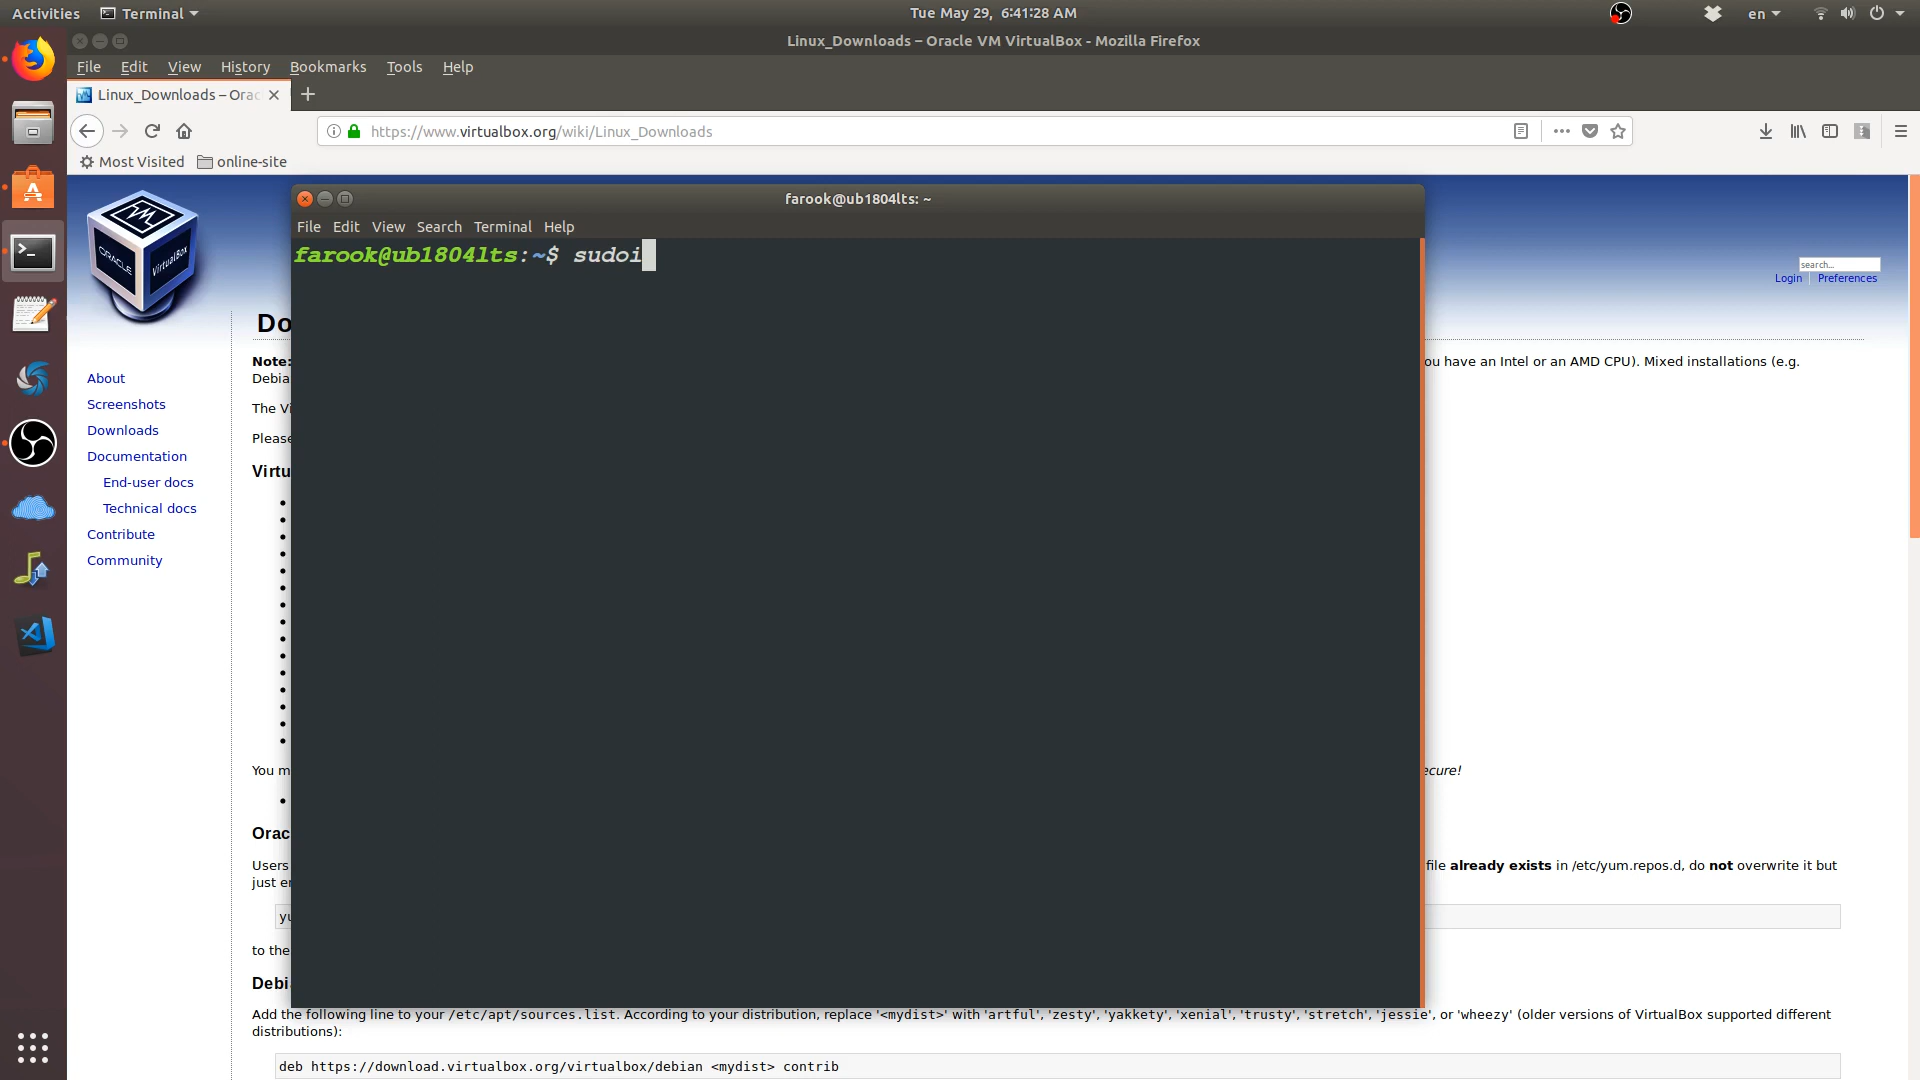 Activities
Terminal
Tue May 29, 6:41:28 AM
en
Linux_Downloads – Oracle VM VirtualBox - Mozilla Firefox
File Edit View History Bookmarks Tools Help
Linux_Downloads – Orac
https://www.virtualbox.org/wiki/Linux_Downloads
Most Visited
online-site
ORACLE
VirtualBox
search...
Login
Preferences
farook@ub1804lts: ~
File Edit View Search Terminal Help
farook@ub1804lts:~$ sudoi
About
Screenshots
Downloads
Documentation
End-user docs
Technical docs
Contribute
Community
Do
Note: ou have an Intel or an AMD CPU). Mixed installations (e.g.
Debia
The Vi
Please
Virtu
You m ecure!
Orac
Users file already exists in /etc/yum.repos.d, do not overwrite it but
just en
yu
to the
Debi
Add the following line to your /etc/apt/sources.list. According to your distribution, replace '<mydist>' with 'artful', 'zesty', 'yakkety', 'xenial', 'trusty', 'stretch', 'jessie', or 'wheezy' (older versions of VirtualBox supported different
distributions):
deb https://download.virtualbox.org/virtualbox/debian <mydist> contrib